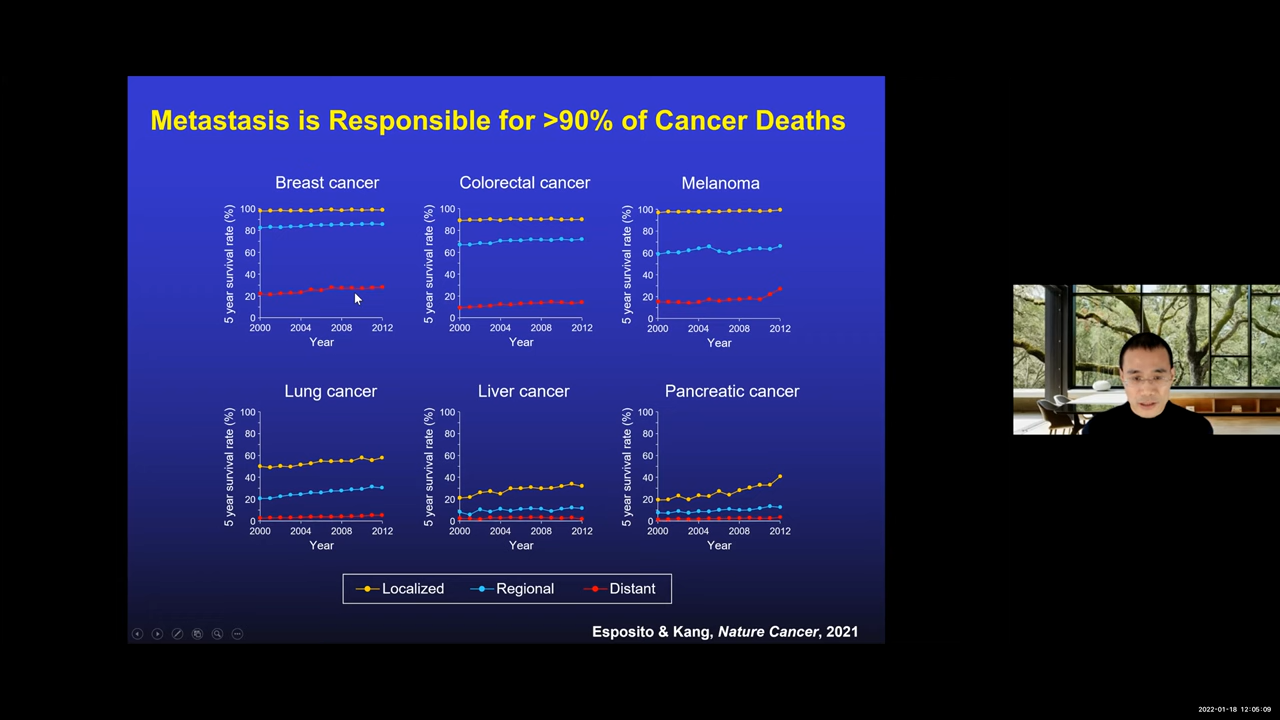 Metastasis is Responsible for >90% of Cancer Deaths
Breast cancer
5 year survival rate (%)
100
80
60
40
20
0
2000 2004 2008 2012
Year
Colorectal cancer
5 year survival rate (%)
100
80
60
40
20
0
2000 2004 2008 2012
Year
Melanoma
5 year survival rate (%)
100
80
60
40
20
0
2000 2004 2008 2012
Year
Lung cancer
5 year survival rate (%)
100
80
60
40
20
0
2000 2004 2008 2012
Year
Liver cancer
5 year survival rate (%)
100
80
60
40
20
0
2000 2004 2008 2012
Year
Pancreatic cancer
5 year survival rate (%)
100
80
60
40
20
0
2000 2004 2008 2012
Year
Localized Regional Distant
Esposito & Kang, Nature Cancer, 2021
2022-01-18 12:05:09